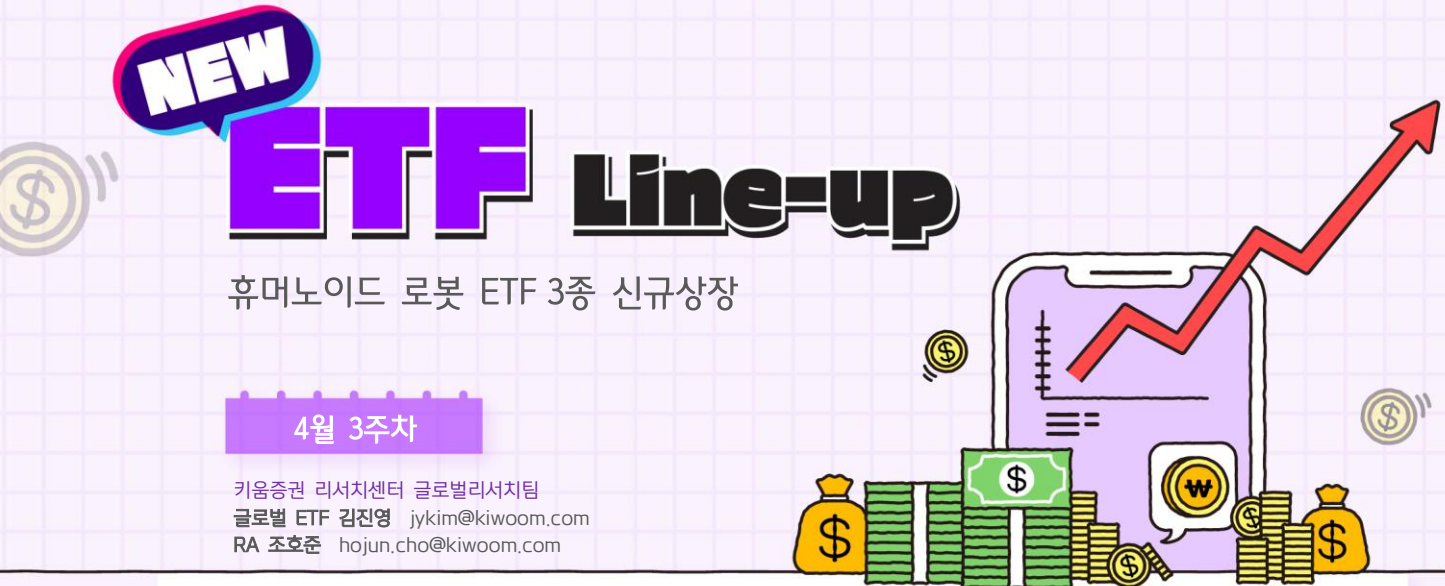 NEW
ETF Line-up
휴머노이드 로봇 ETF 3종 신규상장
4월 3주차
키움증권 리서치센터 글로벌리서치팀
글로벌 ETF 김진영 jykim@kiwoom.com
RA 조호준 hojun.cho@kiwoom.com
$
$
$
$
₩
$
$
$
$